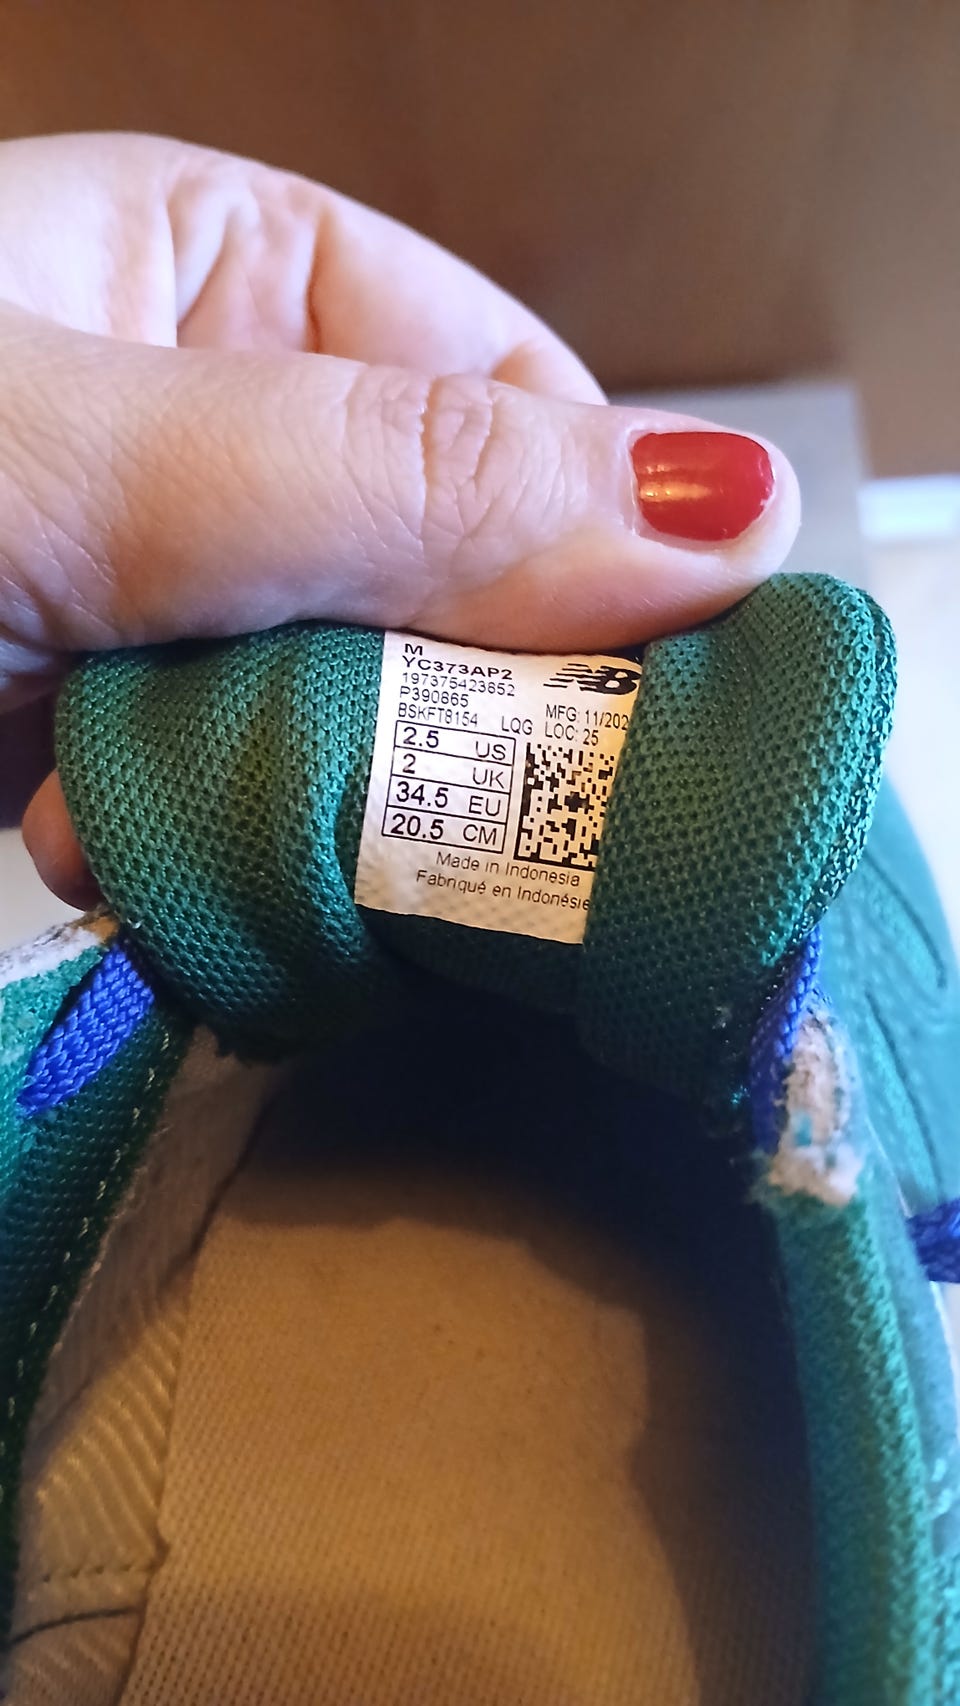 M
YC373AP2
197375423652
P390865
BSKFT8154 LQG
NB
MFG: 11/202
LOC: 25
2.5 US
2 UK
34.5 EU
20.5 CM
Made in Indonesia
Fabriqué en Indonésie